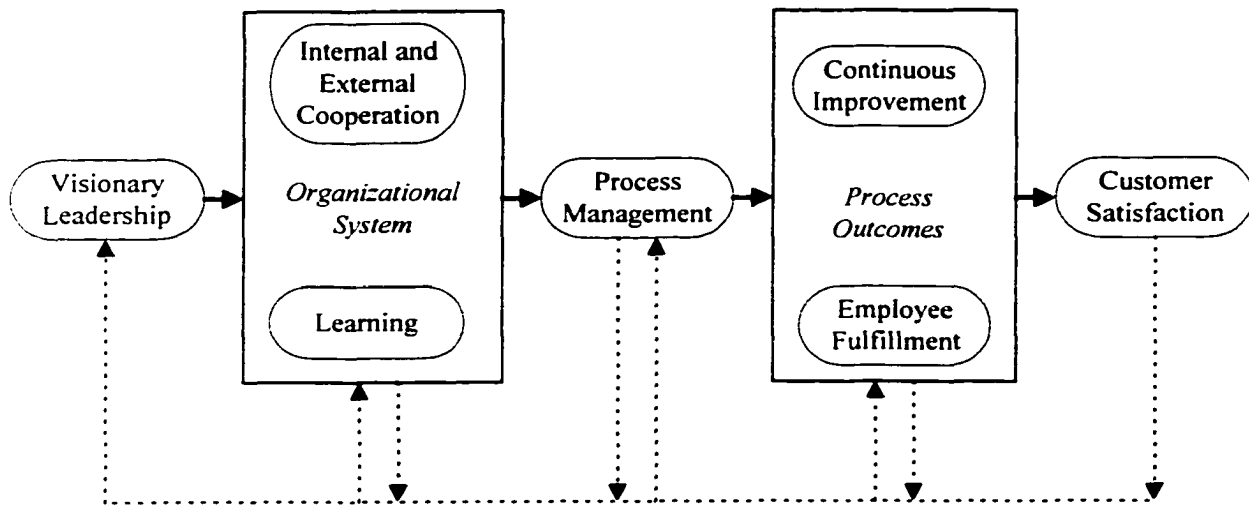 Visionary
Leadership
Internal and
External
Cooperation
Organizational
System
Learning
Process
Management
Continuous
Improvement
Process
Outcomes
Employee
Fulfillment
Customer
Satisfaction